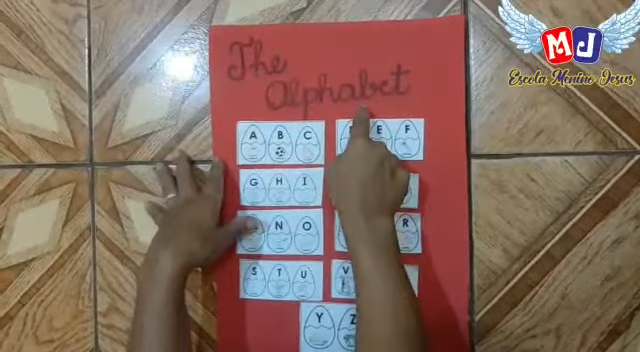 The
Alphabet
A B C
E F
G H I
N O
R
S T U
V
Y Z
MJ
Escola Menino Jesus